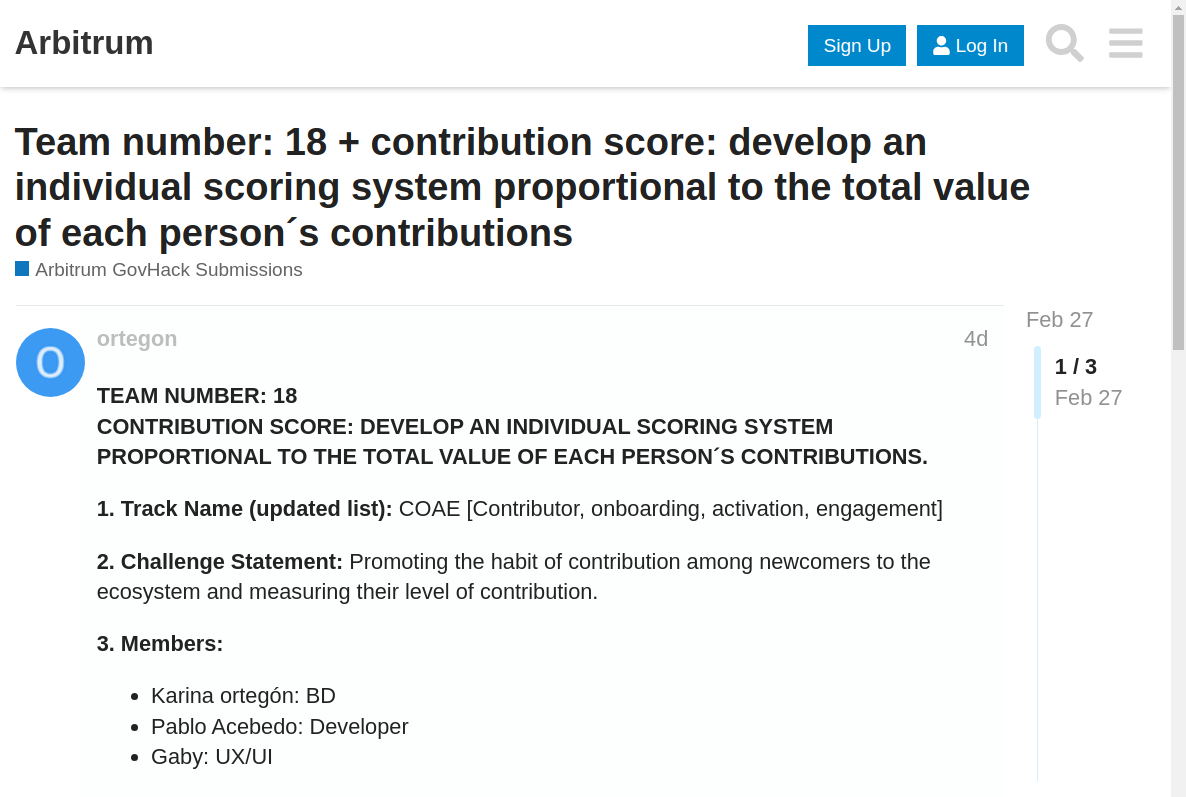 Arbitrum
Sign Up
Log In
Team number: 18 + contribution score: develop an
individual scoring system proportional to the total value
of each person´s contributions
Arbitrum GovHack Submissions
O
ortegon
4d
Feb 27
1 / 3
Feb 27
TEAM NUMBER: 18
CONTRIBUTION SCORE: DEVELOP AN INDIVIDUAL SCORING SYSTEM
PROPORTIONAL TO THE TOTAL VALUE OF EACH PERSON´S CONTRIBUTIONS.
1. Track Name (updated list): COAE [Contributor, onboarding, activation, engagement]
2. Challenge Statement: Promoting the habit of contribution among newcomers to the
ecosystem and measuring their level of contribution.
3. Members:
• Karina ortegón: BD
• Pablo Acebedo: Developer
• Gaby: UX/UI